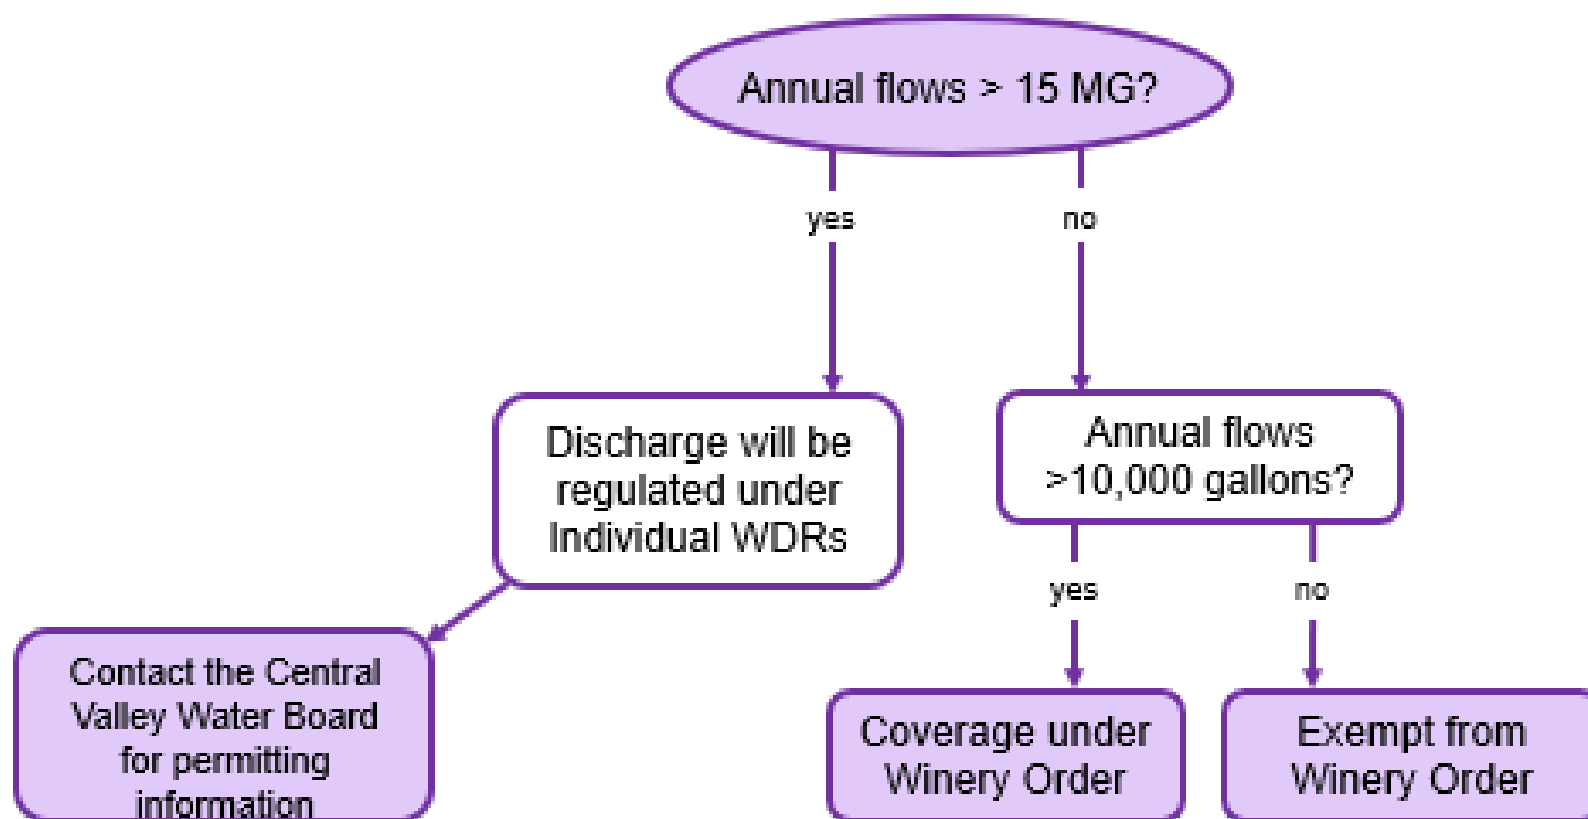 Annual flows > 15 MG?
yes
no
Discharge will be
regulated under
Individual WDRs
Annual flows
>10,000 gallons?
yes
no
Contact the Central
Valley Water Board
for permitting
information
Coverage under
Winery Order
Exempt from
Winery Order